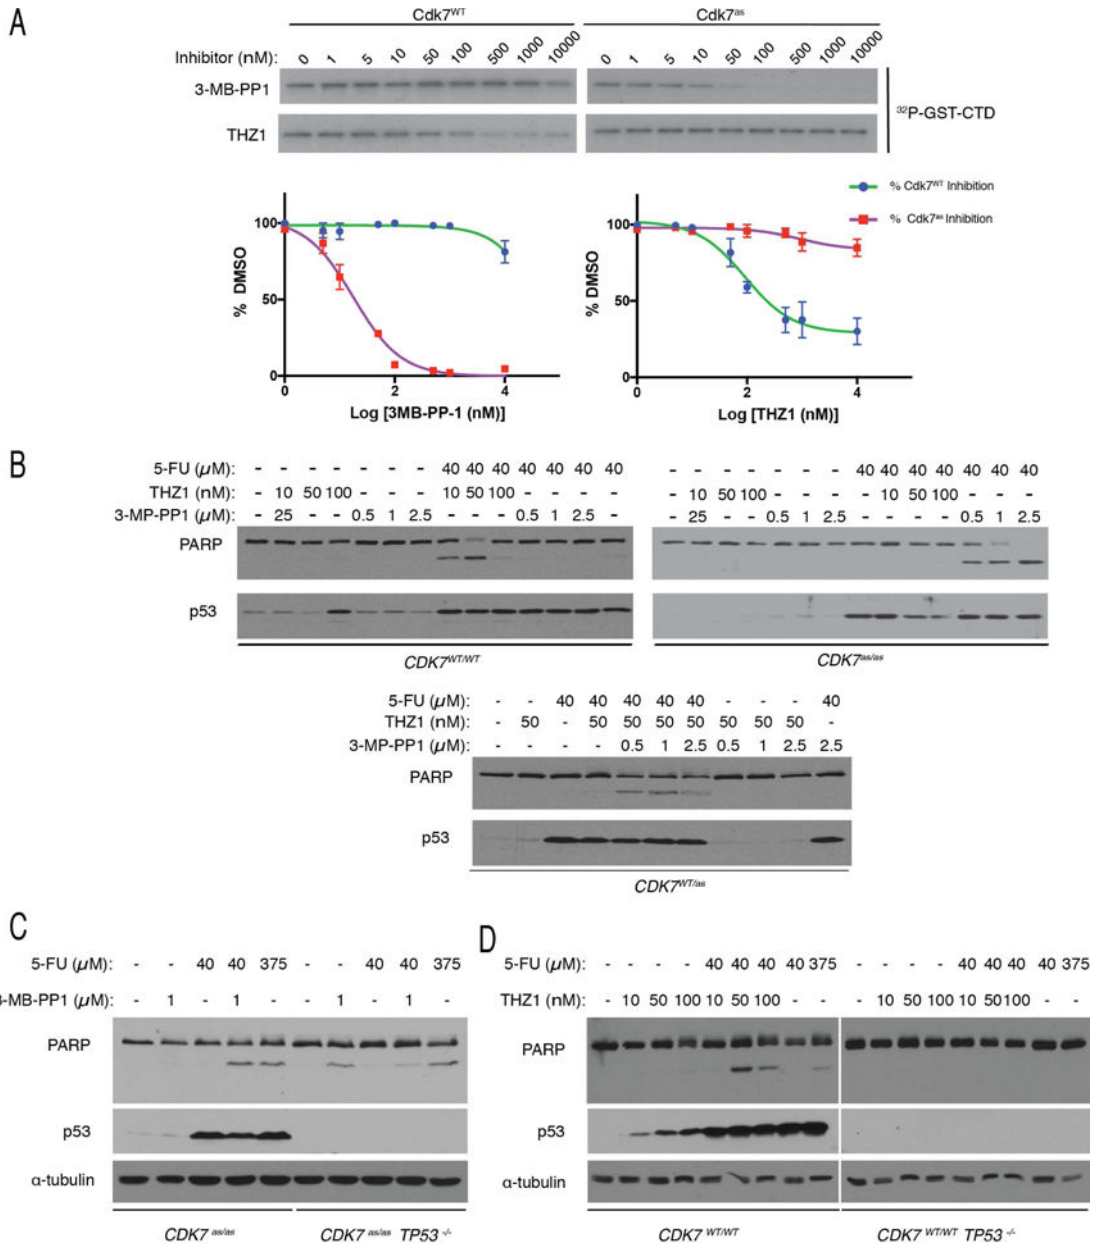 A
Cdk7WT
Cdk7as
Inhibitor (nM):
0 1 5 10 50 100 500 1000 10000
0 1 5 10 50 100 500 1000 10000
3-MB-PP1
THZ1
32P-GST-CTD
% Cdk7WT Inhibition
% Cdk7as Inhibition
100
50
0
% DMSO
0 2 4
Log [3MB-PP-1 (nM)]
100
50
0
% DMSO
0 2 4
Log [THZ1 (nM)]
B
5-FU (µM): - - - - - - - 40 40 40 40 40 40 40
THZ1 (nM): - 10 50 100 - - - 10 50 100 - - - -
3-MP-PP1 (µM): - 25 - - 0.5 1 2.5 - - - 0.5 1 2.5 -
- - - - - - - 40 40 40 40 40 40 40
- 10 50 100 - - - - 10 50 100 - - -
- 25 - - 0.5 1 2.5 - - - - 0.5 1 2.5
PARP
p53
CDK7WT/WT
CDK7as/as
5-FU (µM): - - 40 40 40 40 40 - - - 40
THZ1 (nM): - 50 - 50 50 50 50 50 50 50 -
3-MP-PP1 (µM): - - - - 0.5 1 2.5 0.5 1 2.5 2.5
PARP
p53
CDK7WT/as
C
5-FU (µM): - - 40 40 375 - - 40 40 375
3-MB-PP1 (µM): - 1 - 1 - - 1 - 1 -
PARP
p53
α-tubulin
CDK7 as/as
CDK7 as/as TP53 -/-
D
5-FU (µM): - - - - 40 40 40 40 375 - - - - 40 40 40 40 375
THZ1 (nM): - 10 50 100 10 50 100 - - - 10 50 100 10 50 100 - -
PARP
p53
α-tubulin
CDK7 WT/WT
CDK7 WT/WT TP53 -/-